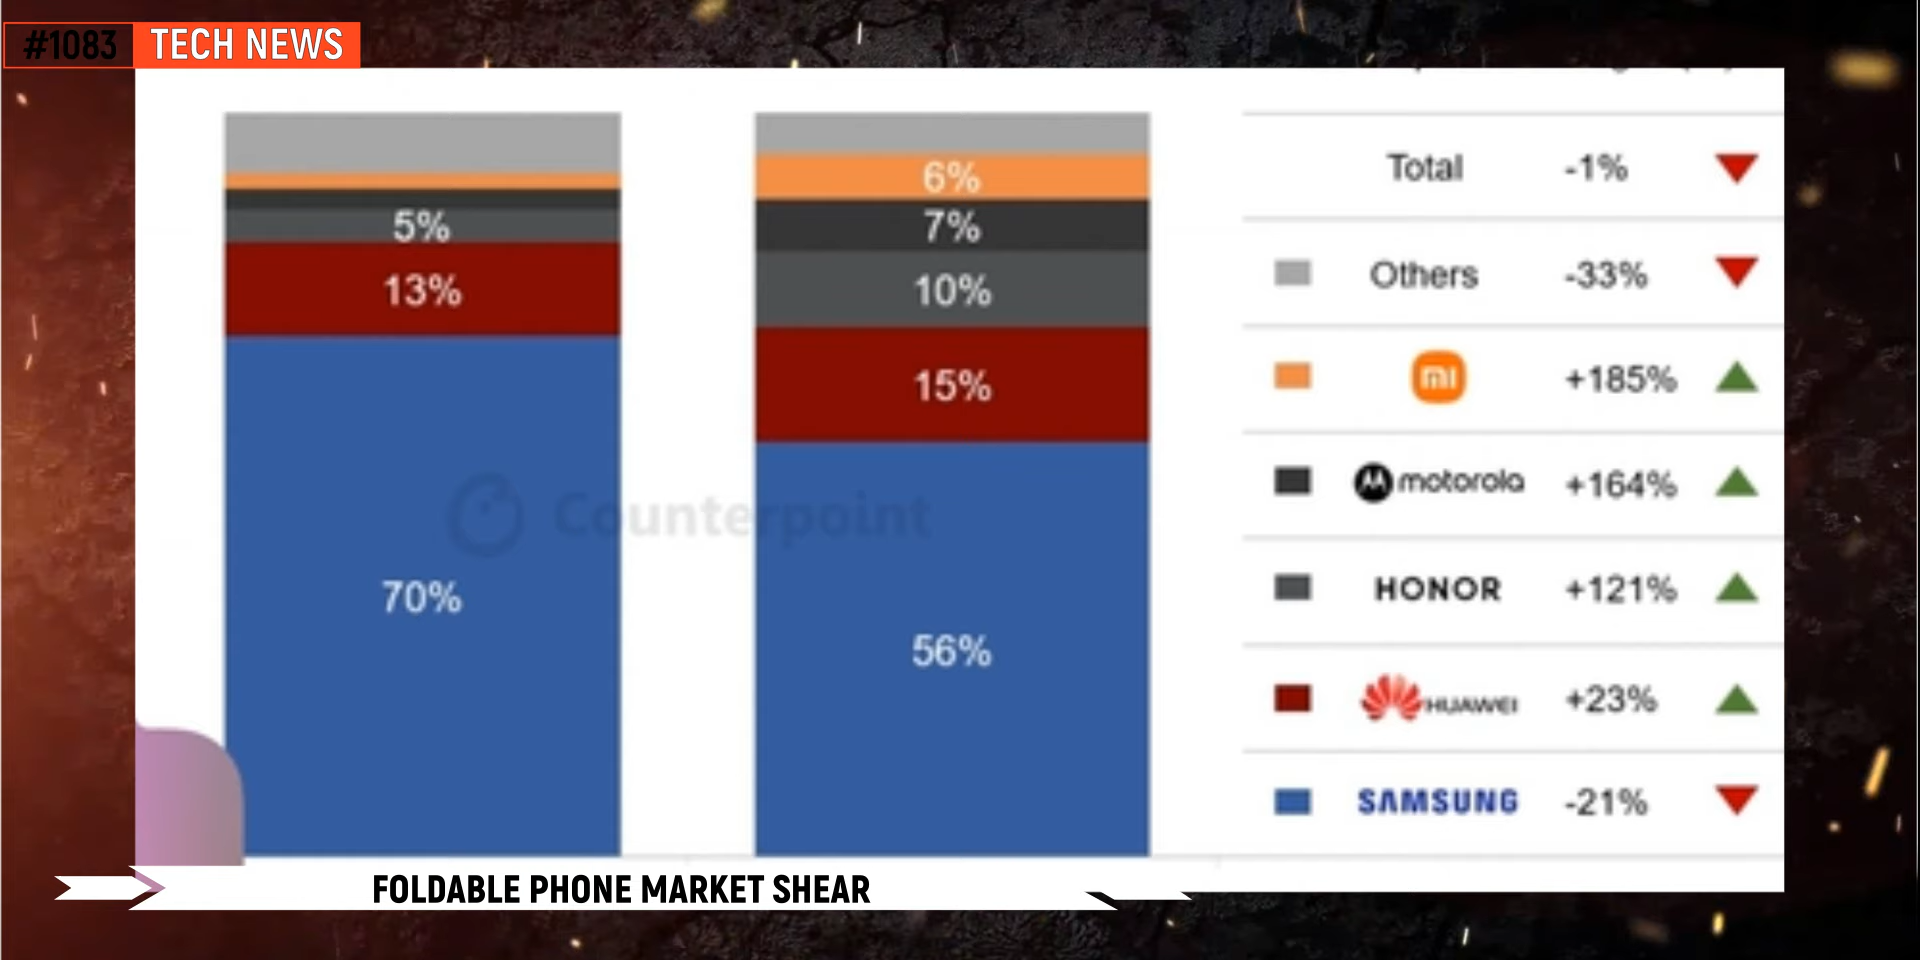 #1083 TECH NEWS
5%
13%
70%
6%
7%
10%
15%
56%
Counterpoint
Total -1%
Others -33%
mi +185%
motorola +164%
HONOR +121%
HUAWEI +23%
SAMSUNG -21%
FOLDABLE PHONE MARKET SHEAR